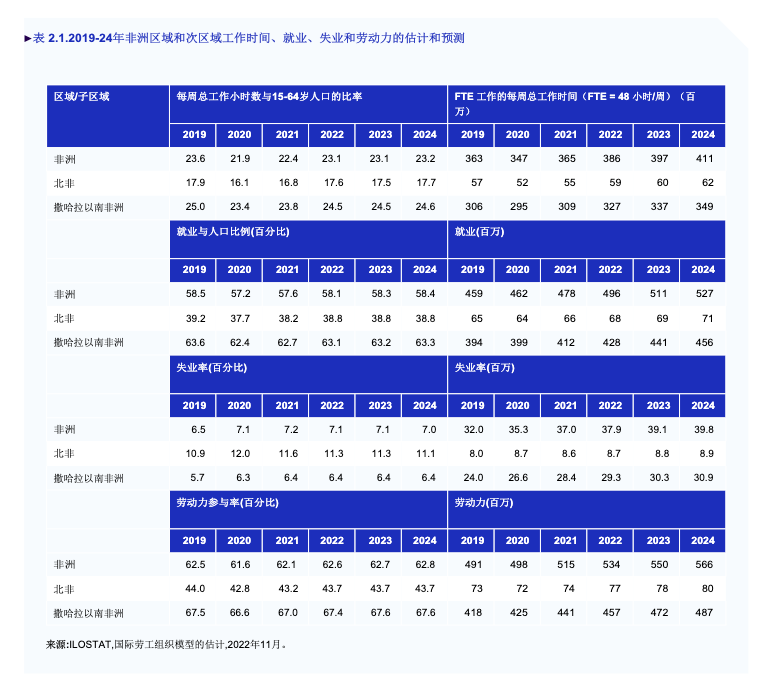 ▸表 2.1.2019-24年非洲区域和次区域工作时间、就业、失业和劳动力的估计和预测
区域/子区域 每周总工作小时数与15-64岁人口的比率 FTE 工作的每周总工作时间（FTE = 48 小时/周）（百
万）
2019 2020 2021 2022 2023 2024 2019 2020 2021 2022 2023 2024
非洲 23.6 21.9 22.4 23.1 23.1 23.2 363 347 365 386 397 411
北非 17.9 16.1 16.8 17.6 17.5 17.7 57 52 55 59 60 62
撒哈拉以南非洲 25.0 23.4 23.8 24.5 24.5 24.6 306 295 309 327 337 349
就业与人口比例(百分比) 就业(百万)
2019 2020 2021 2022 2023 2024 2019 2020 2021 2022 2023 2024
非洲 58.5 57.2 57.6 58.1 58.3 58.4 459 462 478 496 511 527
北非 39.2 37.7 38.2 38.8 38.8 38.8 65 64 66 68 69 71
撒哈拉以南非洲 63.6 62.4 62.7 63.1 63.2 63.3 394 399 412 428 441 456
失业率(百分比) 失业率(百万)
2019 2020 2021 2022 2023 2024 2019 2020 2021 2022 2023 2024
非洲 6.5 7.1 7.2 7.1 7.1 7.0 32.0 35.3 37.0 37.9 39.1 39.8
北非 10.9 12.0 11.6 11.3 11.3 11.1 8.0 8.7 8.6 8.7 8.8 8.9
撒哈拉以南非洲 5.7 6.3 6.4 6.4 6.4 6.4 24.0 26.6 28.4 29.3 30.3 30.9
劳动力参与率(百分比) 劳动力(百万)
2019 2020 2021 2022 2023 2024 2019 2020 2021 2022 2023 2024
非洲 62.5 61.6 62.1 62.6 62.7 62.8 491 498 515 534 550 566
北非 44.0 42.8 43.2 43.7 43.7 43.7 73 72 74 77 78 80
撒哈拉以南非洲 67.5 66.6 67.0 67.4 67.6 67.6 418 425 441 457 472 487
来源:ILOSTAT,国际劳工组织模型的估计,2022年11月。